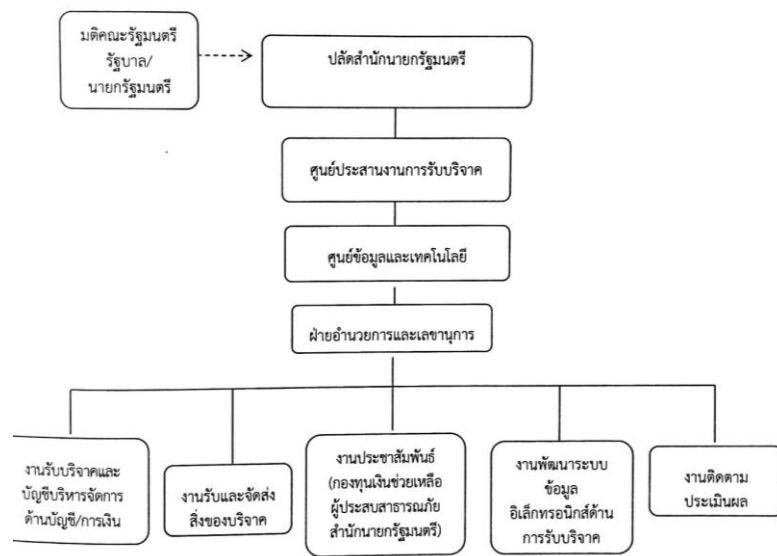 มติคณะรัฐมนตรี
รัฐบาล/
นายกรัฐมนตรี
ปลัดสำนักนายกรัฐมนตรี
ศูนย์ประสานงานการรับบริจาค
ศูนย์ข้อมูลและเทคโนโลยี
ฝ่ายอำนวยการและเลขานุการ
งานรับบริจาคและ
บัญชีบริหารจัดการ
ด้านบัญชี/การเงิน
งานรับและจัดส่ง
สิ่งของบริจาค
งานประชาสัมพันธ์
(กองทุนเงินช่วยเหลือ
ผู้ประสบสาธารณภัย
สำนักนายกรัฐมนตรี)
งานพัฒนาระบบ
ข้อมูล
อิเล็กทรอนิกส์ด้าน
การรับบริจาค
งานติดตาม
ประเมินผล